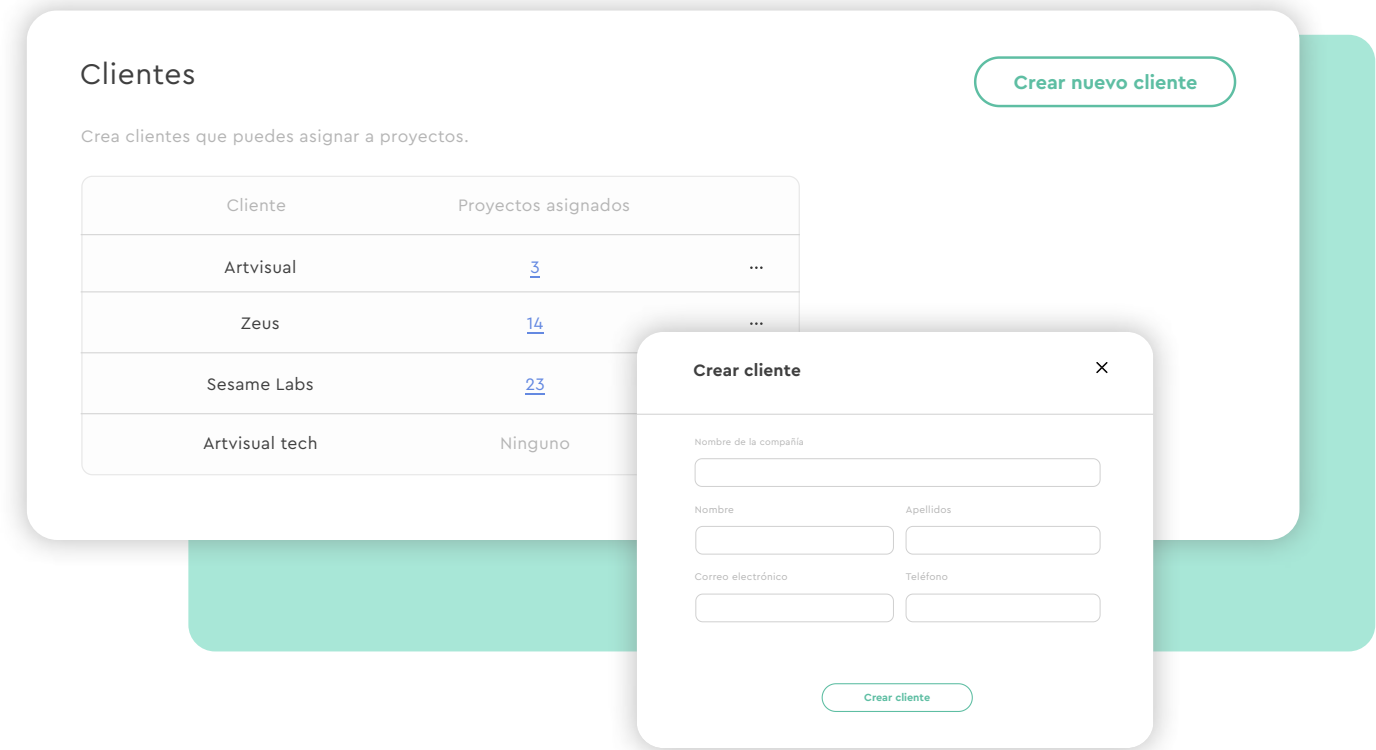 Clientes
Crear nuevo cliente
Crea clientes que puedes asignar a proyectos.
Cliente Proyectos asignados
Artvisual 3 ...
Zeus 14 ...
Sesame Labs 23
Artvisual tech Ninguno
Crear cliente
Nombre de la compañía
Nombre Apellidos
Correo electrónico Teléfono
Crear cliente